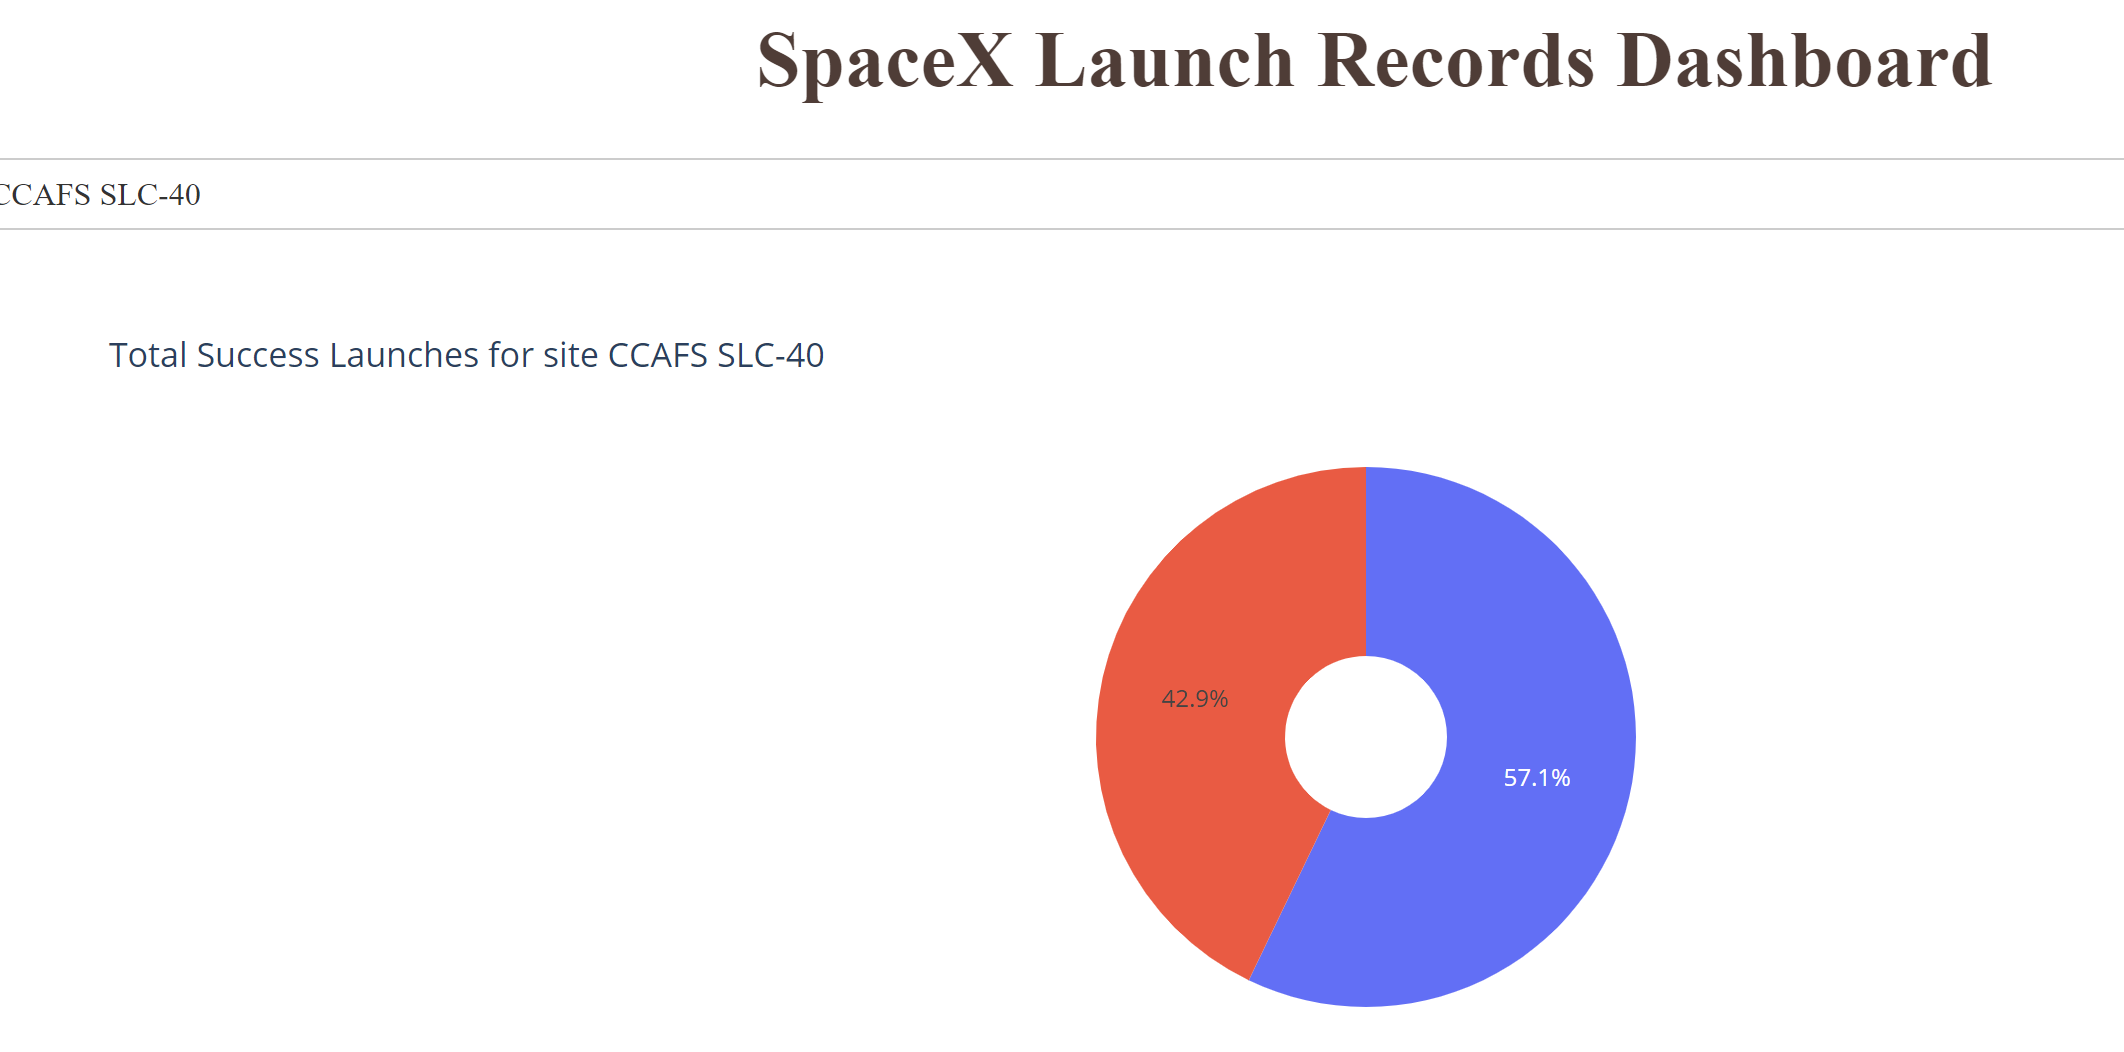 SpaceX Launch Records Dashboard
CCAFS SLC-40
Total Success Launches for site CCAFS SLC-40
42.9%
57.1%